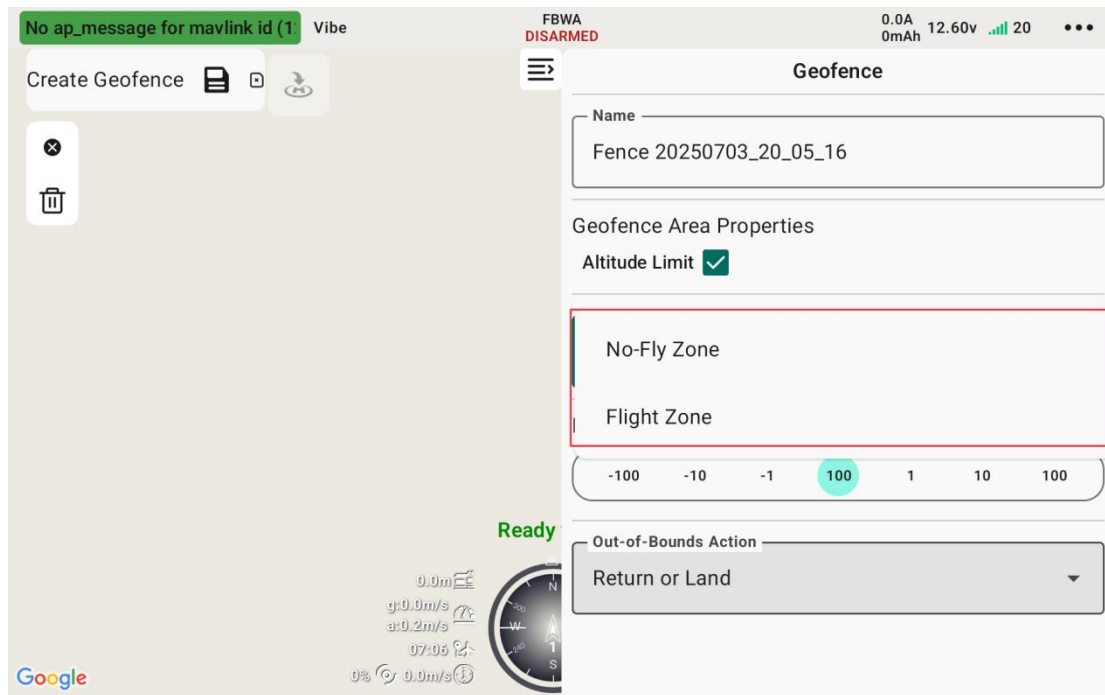 No ap_message for mavlink id (1:
Vibe
FBWA
DISARMED
0.0A
0mAh
12.60v
20
Create Geofence
Geofence
Name
Fence 20250703_20_05_16
Geofence Area Properties
Altitude Limit
No-Fly Zone
Flight Zone
-100 -10 -1 100 1 10 100
Ready
Out-of-Bounds Action
Return or Land
0.0m
g:0.0m/s
a:0.2m/s
07:06
0% 0.0m/s
N
300
W
240
1
S
Google